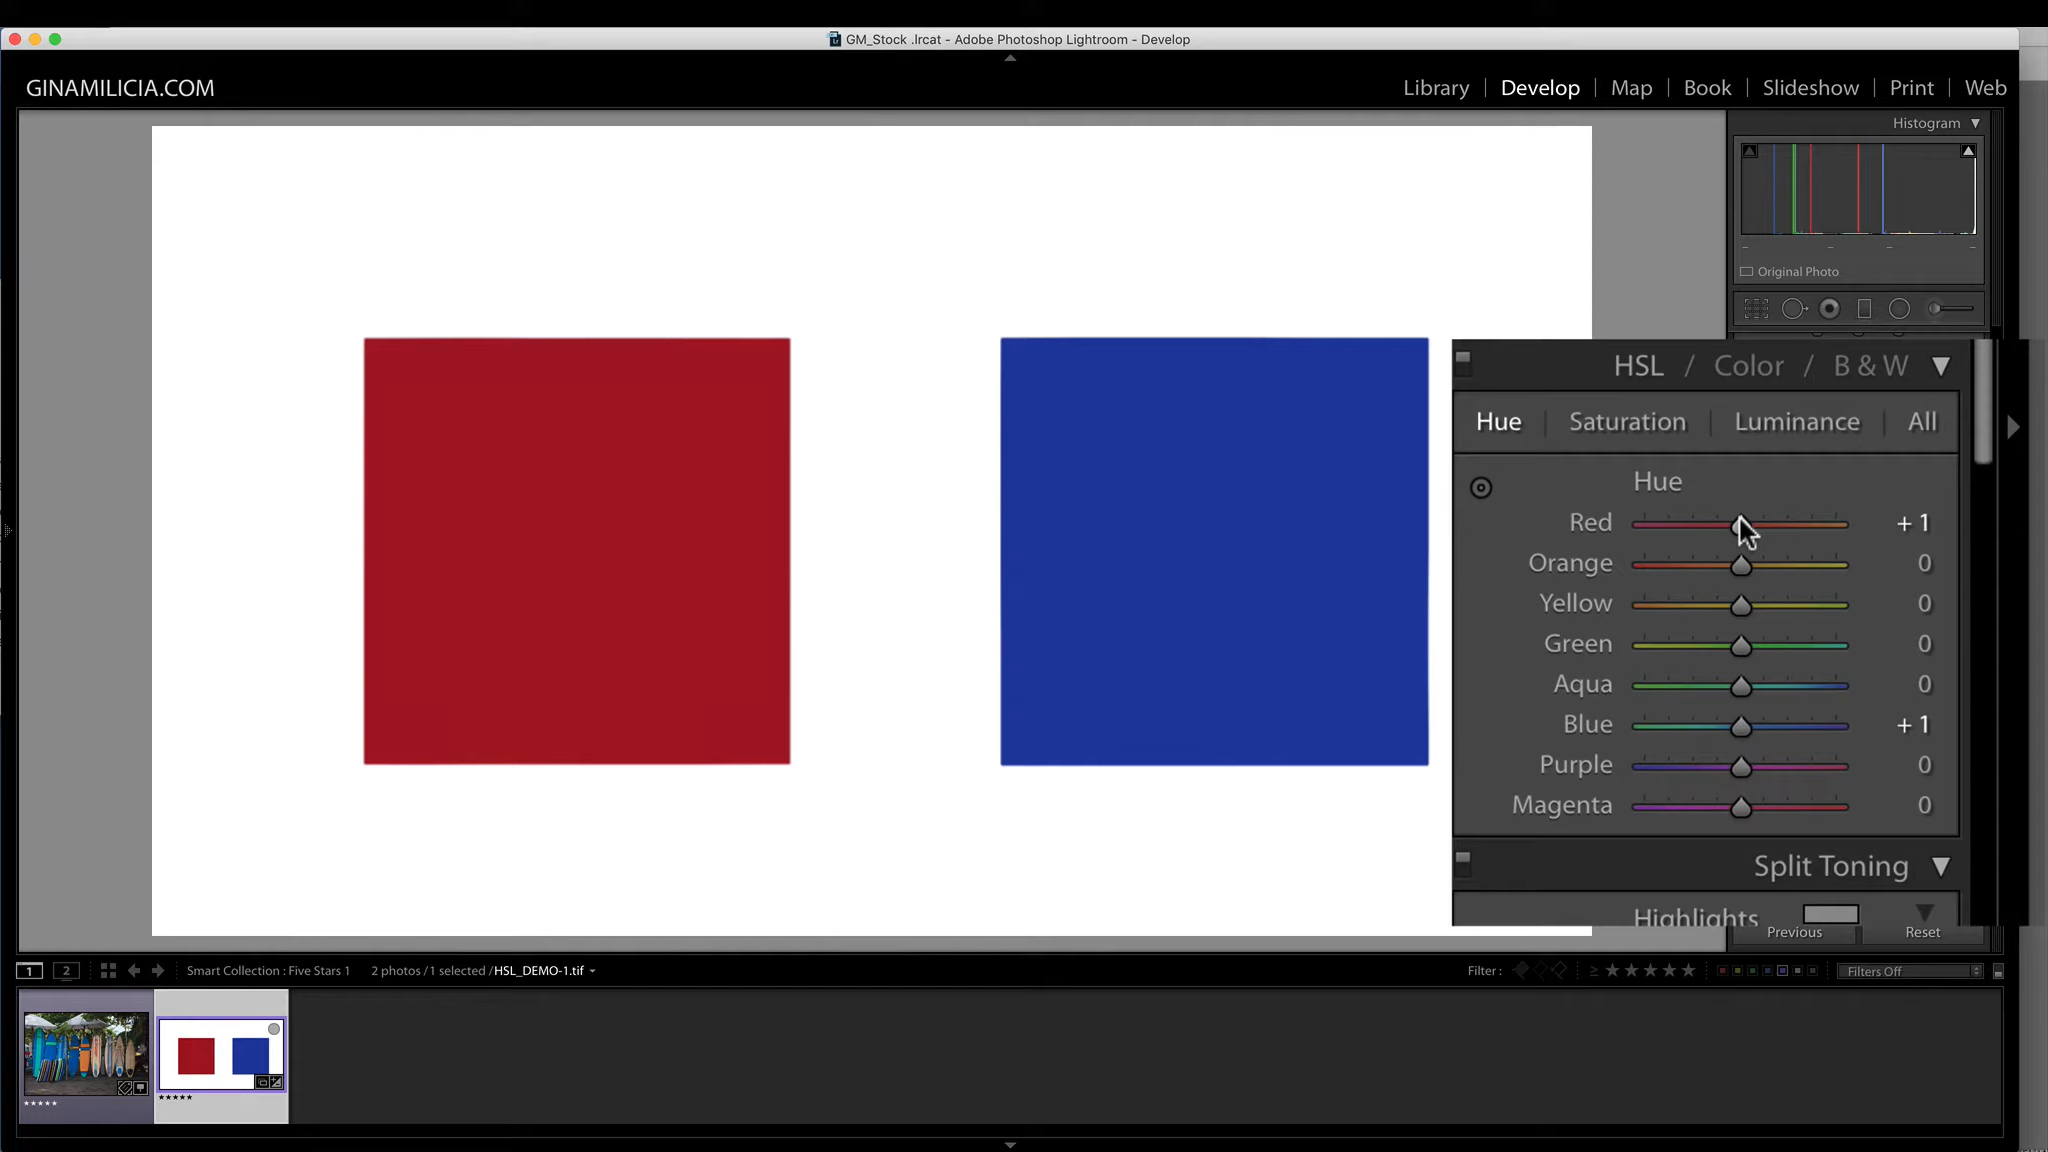 GM_Stock .lrcat - Adobe Photoshop Lightroom - Develop
GINAMILICIA.COM
Library | Develop | Map | Book | Slideshow | Print | Web
Histogram
Original Photo
HSL / Color / B & W
Hue | Saturation | Luminance | All
Hue
Red + 1
Orange 0
Yellow 0
Green 0
Aqua 0
Blue + 1
Purple 0
Magenta 0
Split Toning
Highlights
Previous Reset
1 2 Smart Collection : Five Stars 1 2 photos / 1 selected / HSL_DEMO-1.tif Filter : ≥ ★★★★★ Filters Off
★★★★★ ★★★★★